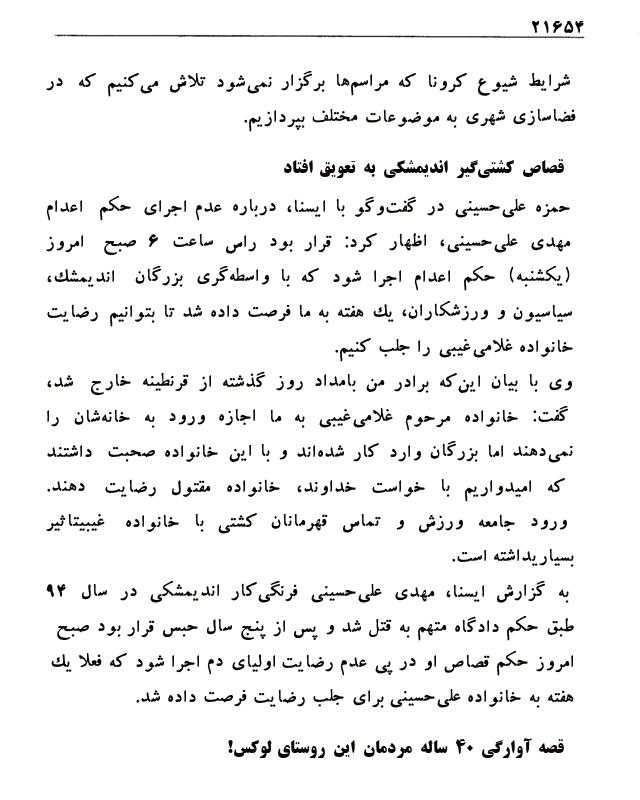 ۲۱۶۵۴
شرایط شیوع کرونا که مراسم‌ها برگزار نمی‌شود تلاش می‌کنیم که در
فضاسازی شهری به موضوعات مختلف بپردازیم.
قصاص کشتی‌گیر اندیمشکی به تعویق افتاد
حمزه علی‌حسینی در گفت‌وگو با ایسنا، درباره عدم اجرای حکم اعدام
مهدی علی‌حسینی، اظهار کرد: قرار بود راس ساعت ۶ صبح امروز
(یکشنبه) حکم اعدام اجرا شود که با واسطه‌گری بزرگان اندیمشك،
سیاسیون و ورزشکاران، یك هفته به ما فرصت داده شد تا بتوانیم رضایت
خانواده غلامی‌غیبی را جلب کنیم.
وی با بیان این‌که برادر من بامداد روز گذشته از قرنطینه خارج شد،
گفت: خانواده مرحوم غلامی‌غیبی به ما اجازه ورود به خانه‌شان را
نمی‌دهند اما بزرگان وارد کار شده‌اند و با این خانواده صحبت داشتند
که امیدواریم با خواست خداوند، خانواده مقتول رضایت دهند.
ورود جامعه ورزش و تماس قهرمانان کشتی با خانواده غیبیتاثیر
بسیاریداشته است.
به گزارش ایسنا، مهدی علی‌حسینی فرنگی‌کار اندیمشکی در سال ۹۴
طبق حکم دادگاه متهم به قتل شد و پس از پنج سال حبس قرار بود صبح
امروز حکم قصاص او در پی عدم رضایت اولیای دم اجرا شود که فعلا یك
هفته به خانواده علی‌حسینی برای جلب رضایت فرصت داده شد.
قصه آوارگی ۴۰ ساله مردمان این روستای لوکس!